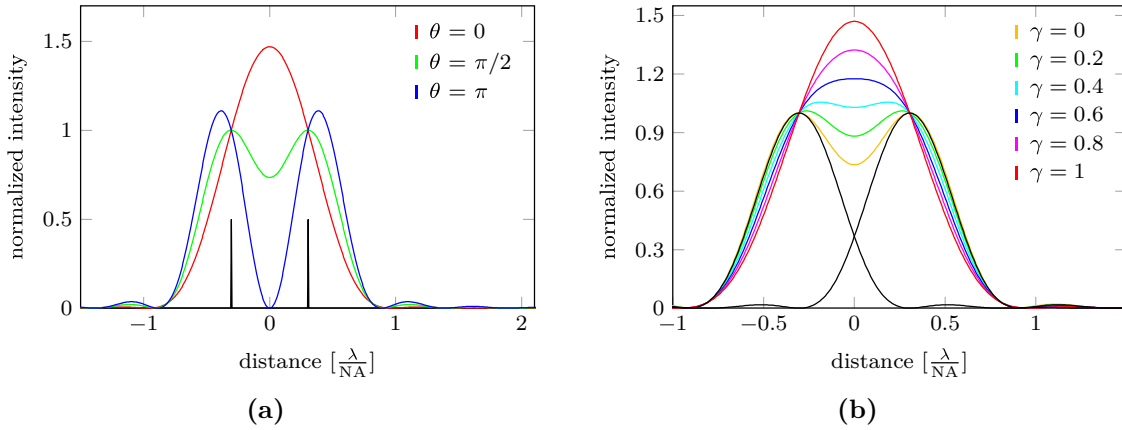 normalized intensity
1.5
1
0.5
0
−1
0
1
2
distance [λ/NA]
θ = 0
θ = π/2
θ = π
(a)
normalized intensity
1.5
1.2
0.9
0.6
0.3
0
−1
−0.5
0
0.5
1
distance [λ/NA]
γ = 0
γ = 0.2
γ = 0.4
γ = 0.6
γ = 0.8
γ = 1
(b)